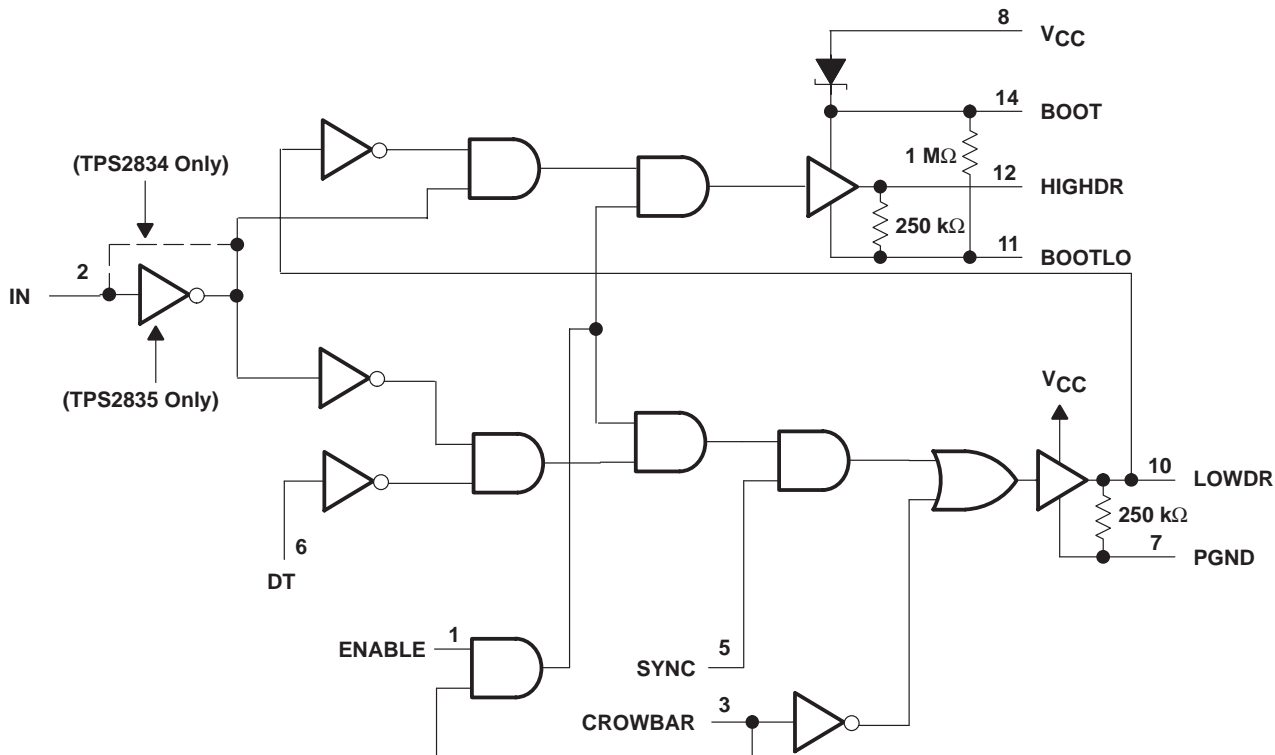 8
VCC
14
BOOT
(TPS2834 Only)
1 MΩ
12
HIGHDR
250 kΩ
11
BOOTLO
2
IN
(TPS2835 Only)
VCC
10
LOWDR
250 kΩ
6
7
PGND
DT
1
ENABLE
5
SYNC
3
CROWBAR